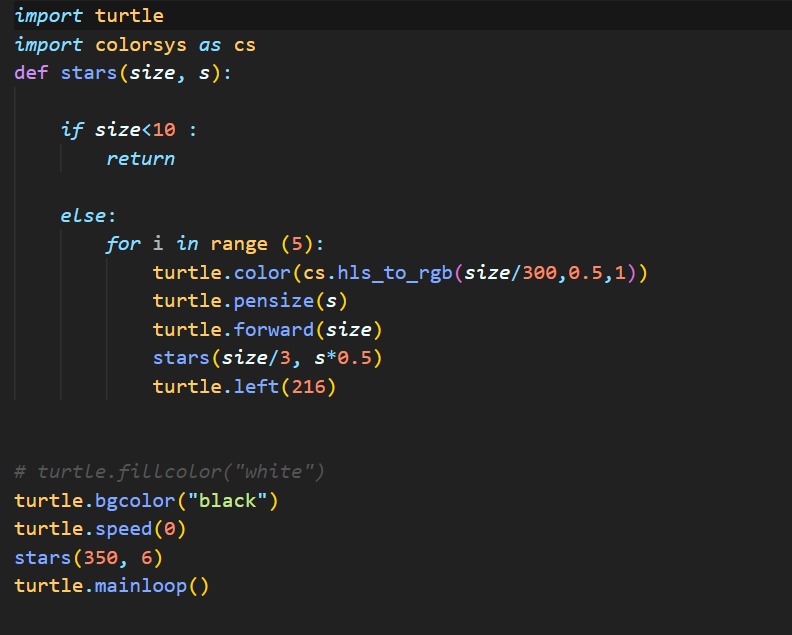 import turtle
import colorsys as cs
def stars(size, s):
    if size<10 :
        return
    else:
        for i in range (5):
            turtle.color(cs.hls_to_rgb(size/300,0.5,1))
            turtle.pensize(s)
            turtle.forward(size)
            stars(size/3, s*0.5)
            turtle.left(216)
# turtle.fillcolor("white")
turtle.bgcolor("black")
turtle.speed(0)
stars(350, 6)
turtle.mainloop()